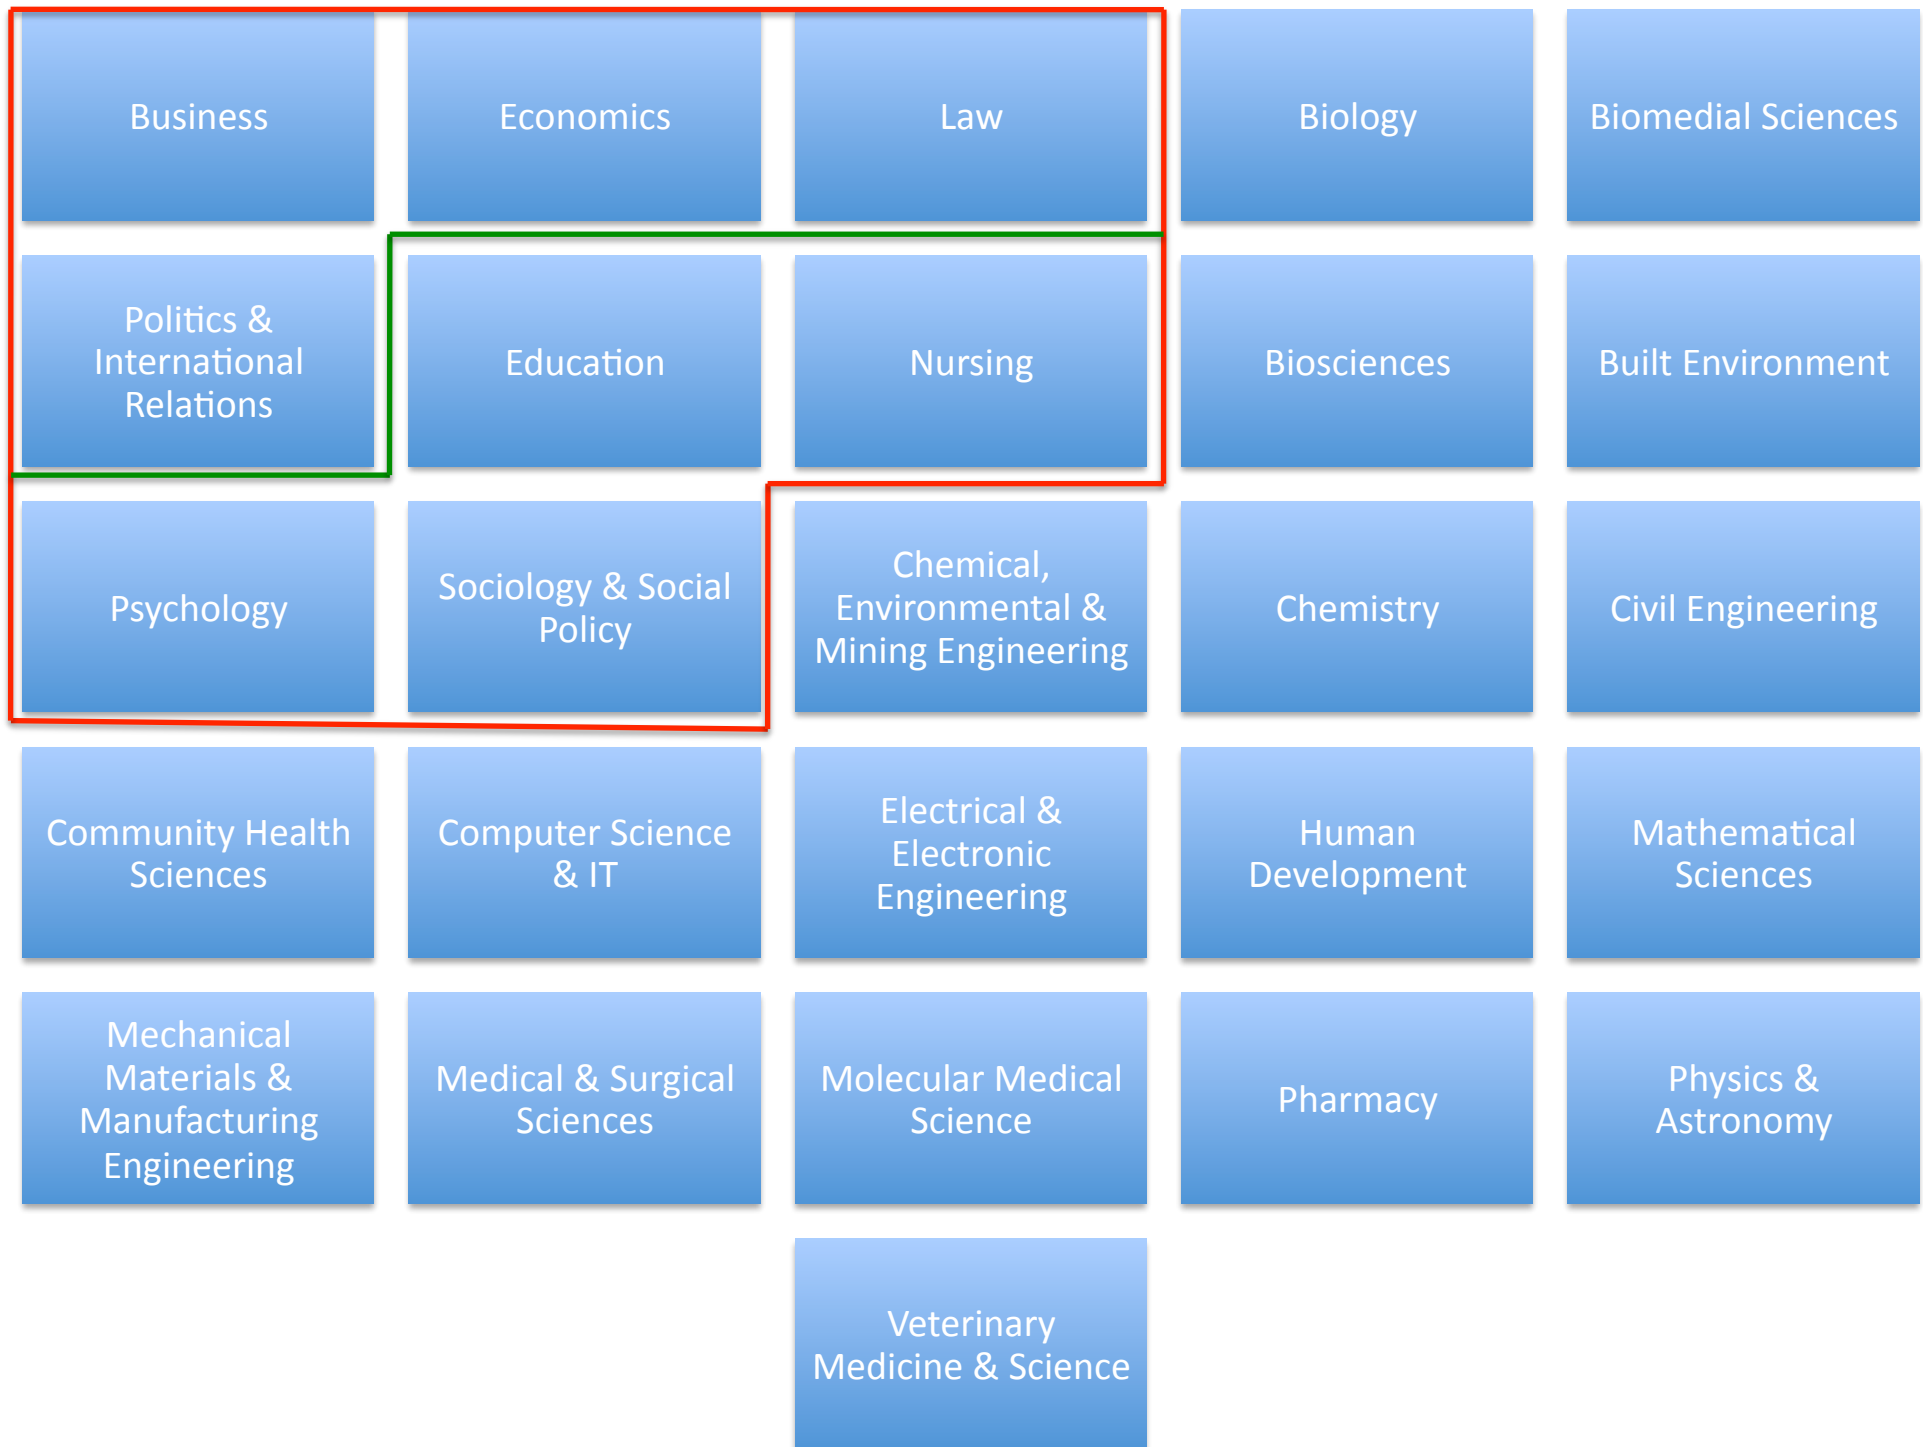 Business
Economics
Law
Biology
Biomedial Sciences
Politics &
International
Relations
Education
Nursing
Biosciences
Built Environment
Psychology
Sociology & Social
Policy
Chemical,
Environmental &
Mining Engineering
Chemistry
Civil Engineering
Community Health
Sciences
Computer Science
& IT
Electrical &
Electronic
Engineering
Human
Development
Mathematical
Sciences
Mechanical
Materials &
Manufacturing
Engineering
Medical & Surgical
Sciences
Molecular Medical
Science
Pharmacy
Physics &
Astronomy
Veterinary
Medicine & Science